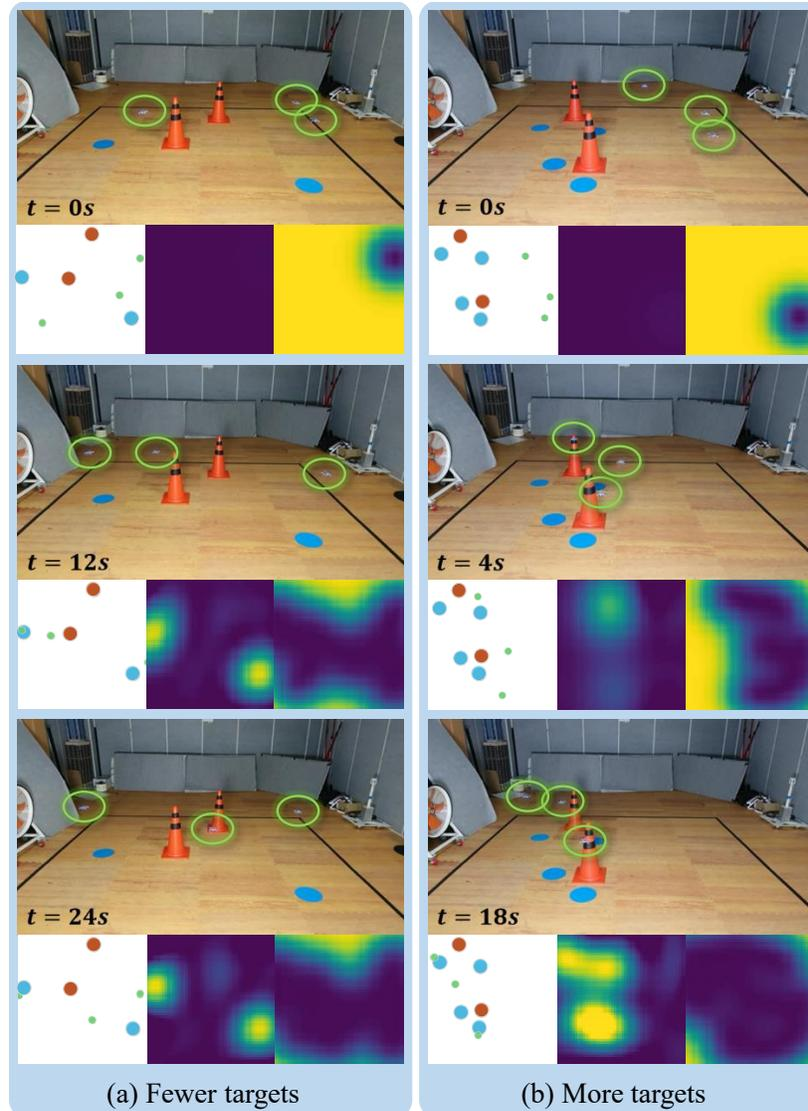 t = 0s
t = 12s
t = 24s
(a) Fewer targets
t = 0s
t = 4s
t = 18s
(b) More targets